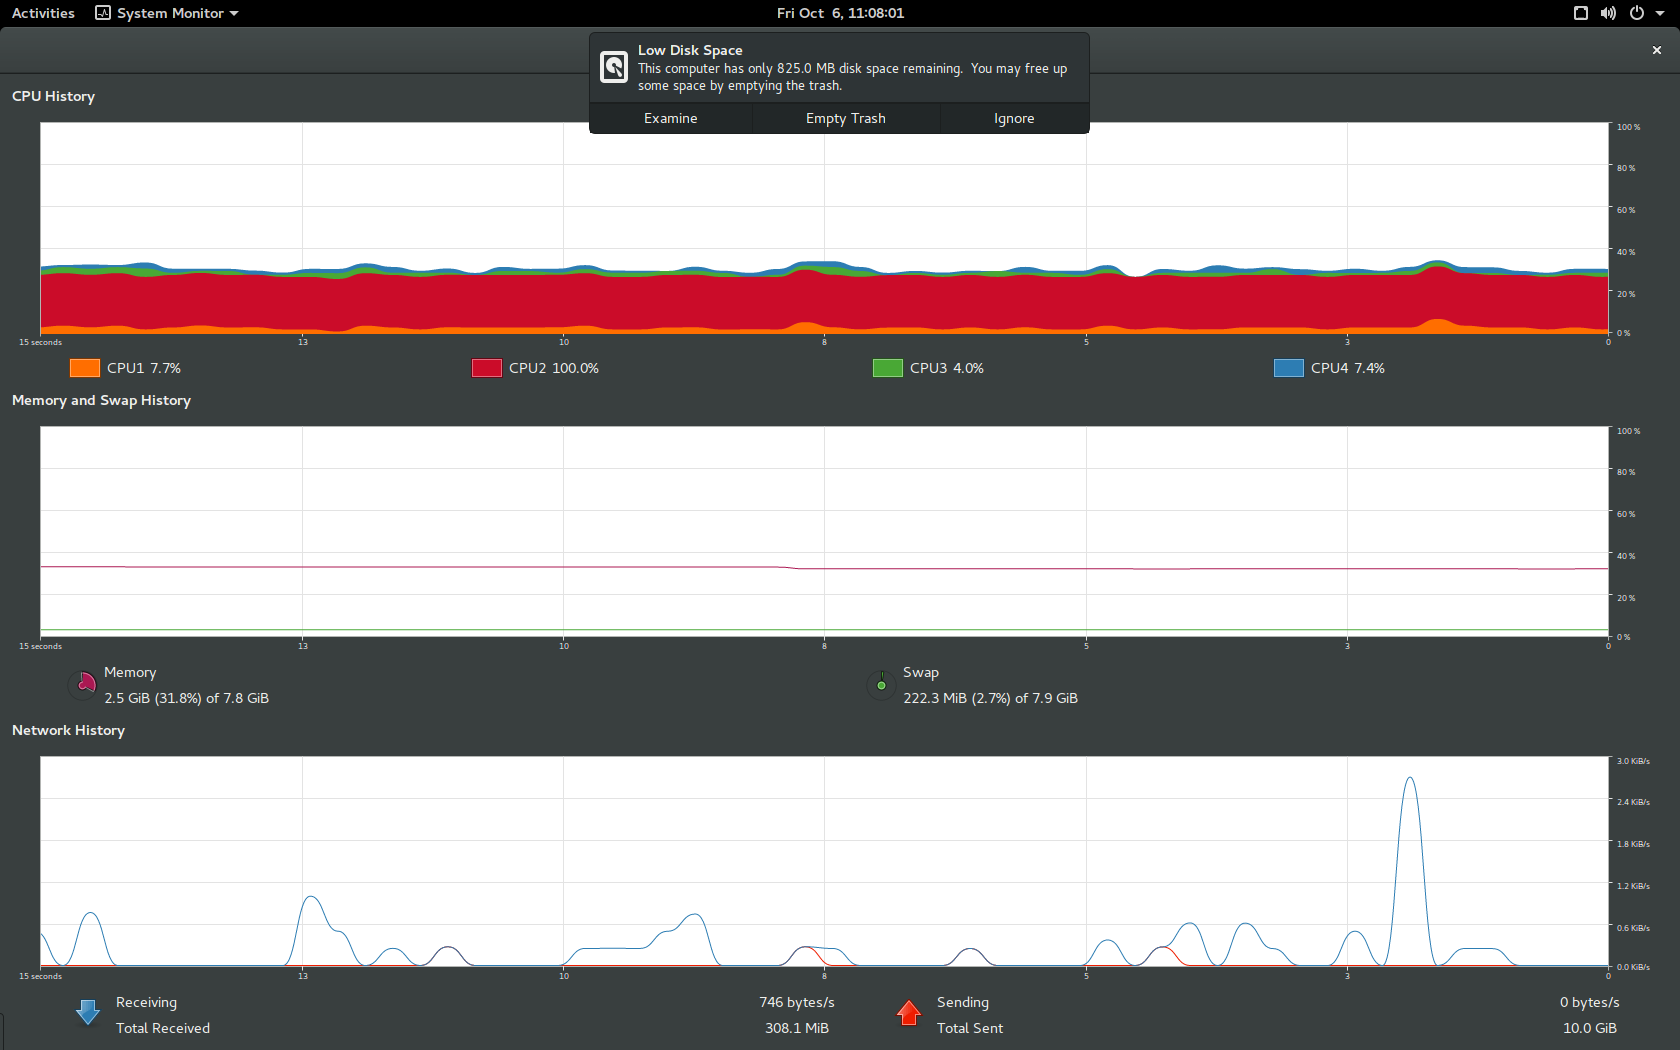 Activities System Monitor Fri Oct 6, 11:08:01
Low Disk Space
This computer has only 825.0 MB disk space remaining. You may free up
some space by emptying the trash.
Examine Empty Trash Ignore
CPU History
100 %
80 %
60 %
40 %
20 %
0 %
15 seconds 13 10 8 5 3 0
CPU1 7.7% CPU2 100.0% CPU3 4.0% CPU4 7.4%
Memory and Swap History
100 %
80 %
60 %
40 %
20 %
0 %
15 seconds 13 10 8 5 3 0
Memory Swap
2.5 GiB (31.8%) of 7.8 GiB 222.3 MiB (2.7%) of 7.9 GiB
Network History
3.0 KiB/s
2.4 KiB/s
1.8 KiB/s
1.2 KiB/s
0.6 KiB/s
0.0 KiB/s
15 seconds 13 10 8 5 3 0
Receiving 746 bytes/s Sending 0 bytes/s
Total Received 308.1 MiB Total Sent 10.0 GiB